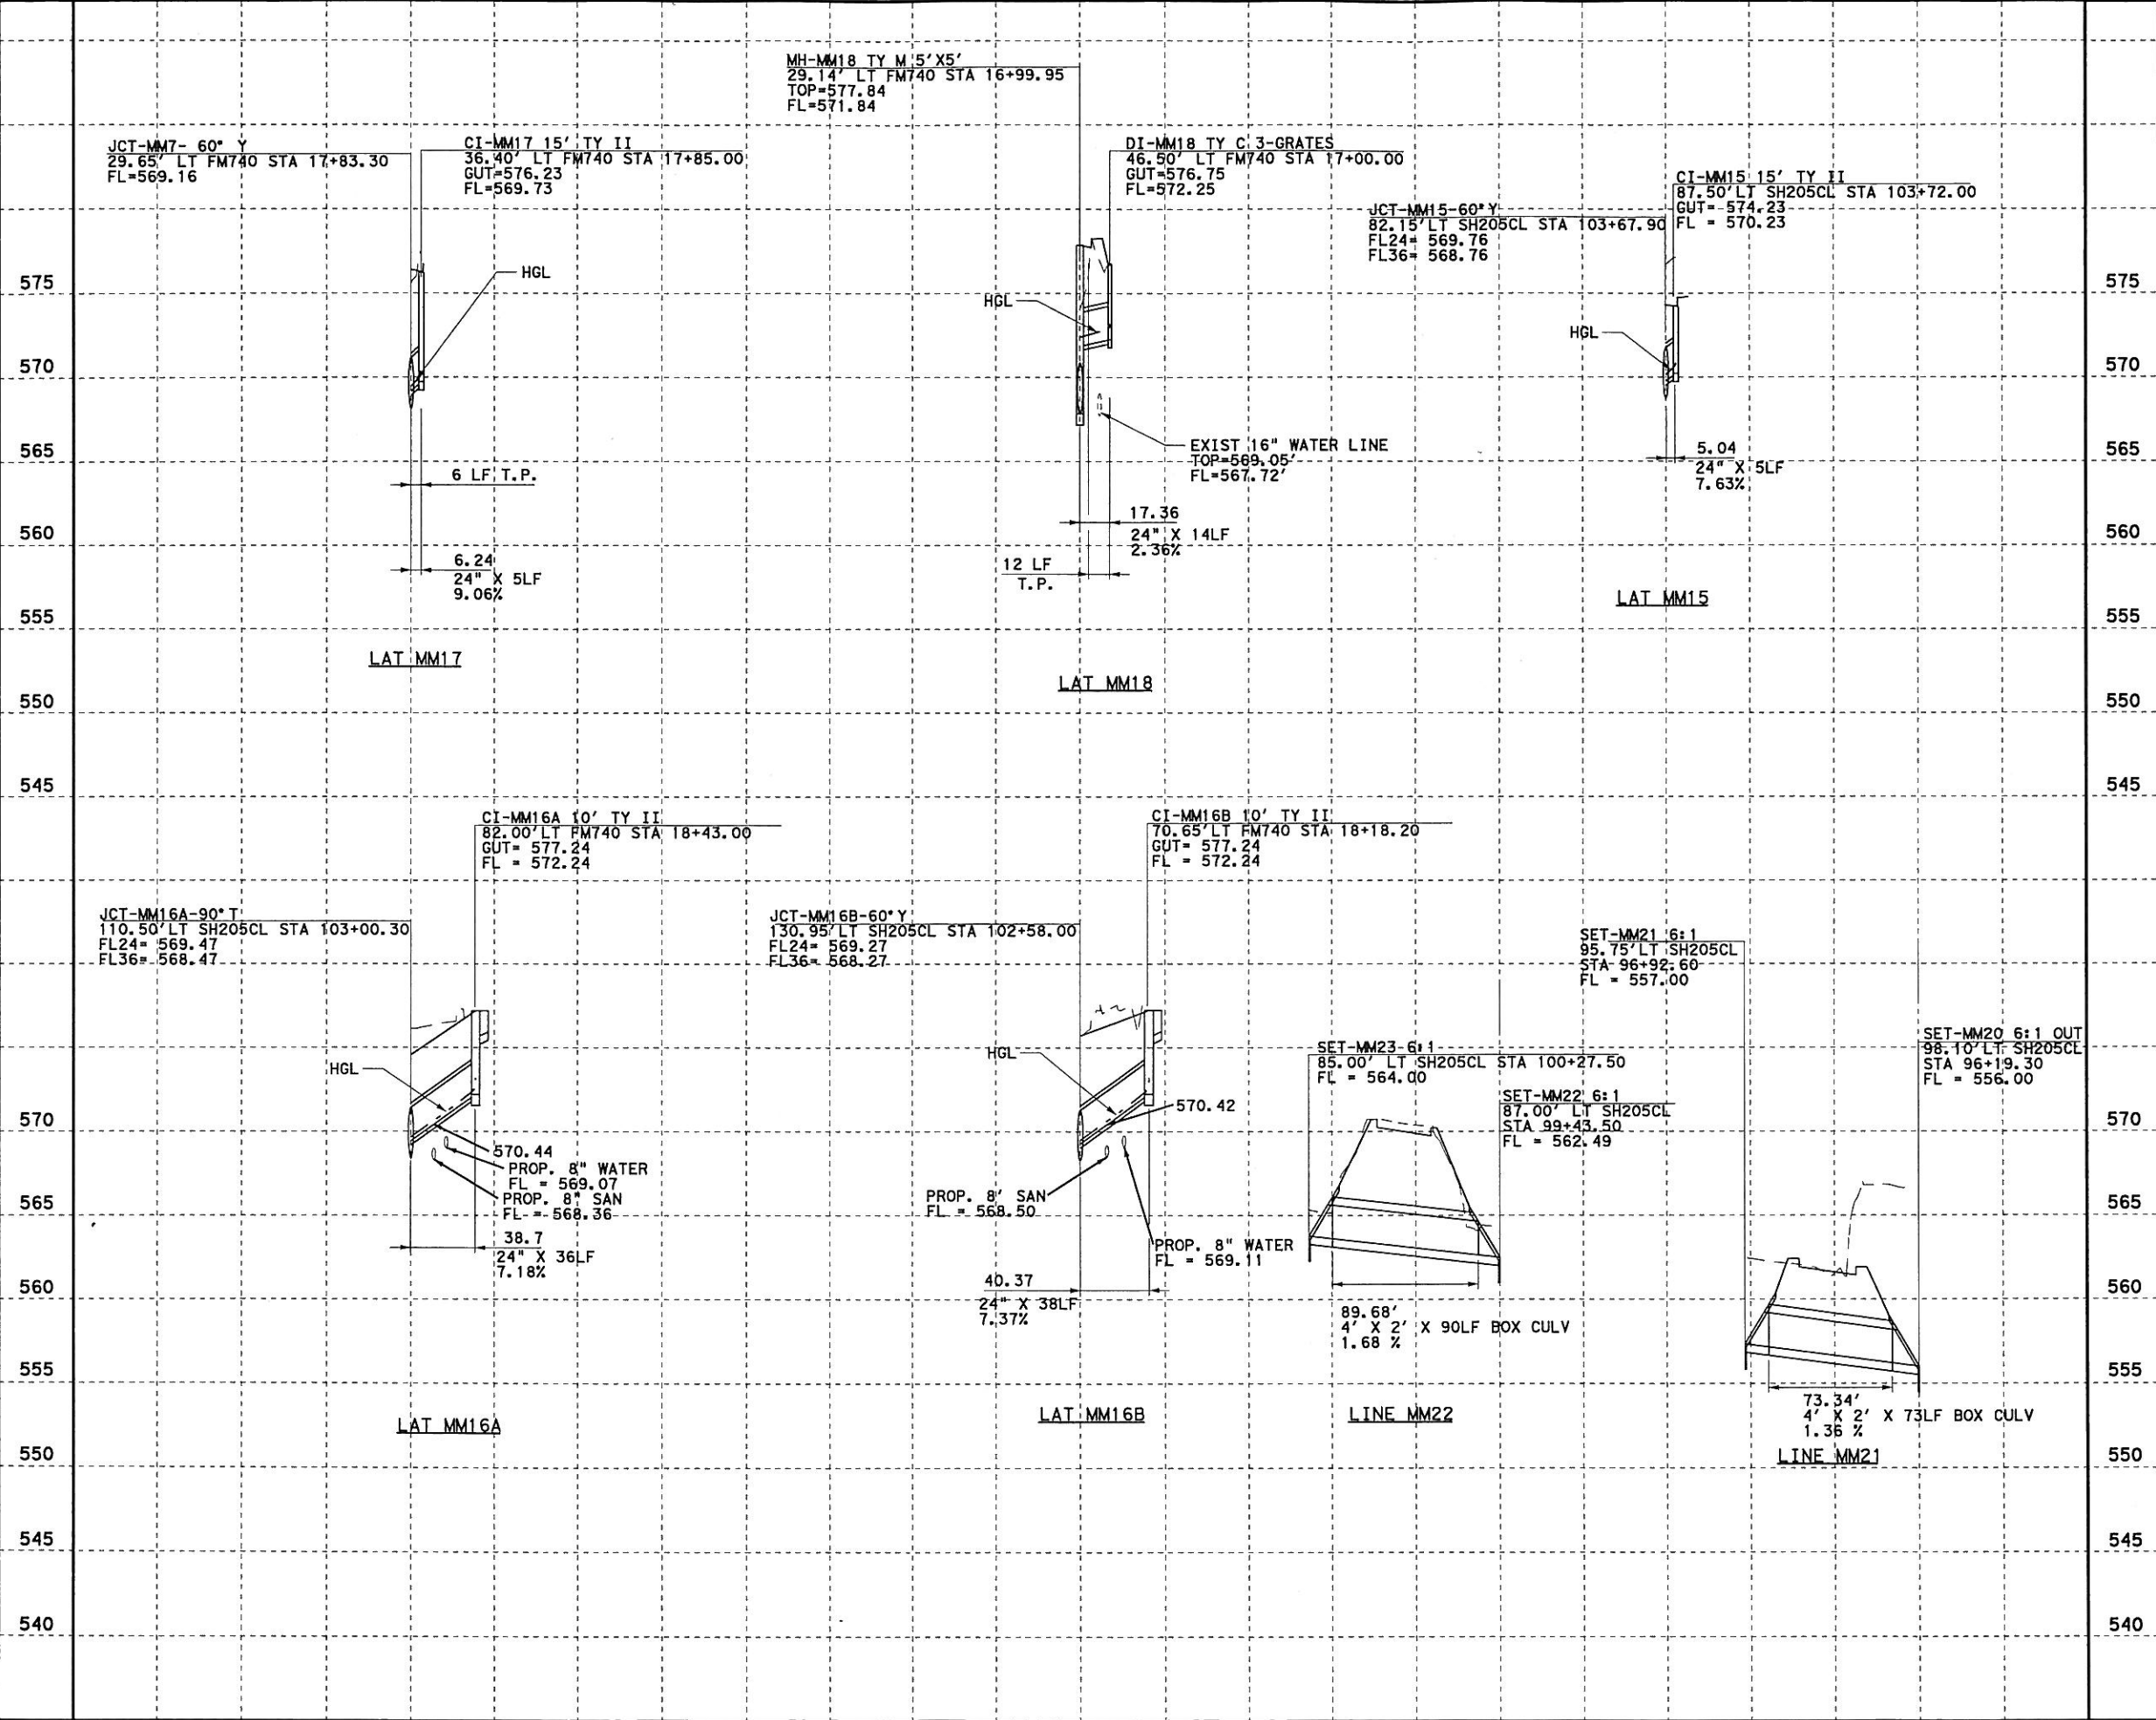 MH-MM18 TY M 5'X5'
29.14' LT FM740 STA 16+99.95
TOP=577.84
FL=571.84
JCT-MM7- 60° Y
29.65' LT FM740 STA 17+83.30
FL=569.16
CI-MM17 15' TY II
36.40' LT FM740 STA 17+85.00
GUT=576.23
FL=569.73
DI-MM18 TY C 3-GRATES
46.50' LT FM740 STA 17+00.00
GUT=576.75
FL=572.25
JCT-MM15-60° Y
82.15'LT SH205CL STA 103+67.90
FL24= 569.76
FL36= 568.76
CI-MM15 15' TY II
87.50'LT SH205CL STA 103+72.00
GUT= 574.23
FL = 570.23
575
HGL
HGL
HGL
575
570
570
565
6 LF T.P.
EXIST 16" WATER LINE
TOP=569.05'
FL=567.72'
5.04
24" X 5LF
7.63%
565
560
6.24
24" X 5LF
9.06%
17.36
24" X 14LF
2.36%
12 LF
T.P.
560
555
LAT MM17
LAT MM18
LAT MM15
555
550
550
545
545
CI-MM16A 10' TY II
82.00'LT FM740 STA 18+43.00
GUT= 577.24
FL = 572.24
CI-MM16B 10' TY II
70.65'LT FM740 STA 18+18.20
GUT= 577.24
FL = 572.24
JCT-MM16A-90° T
110.50'LT SH205CL STA 103+00.30
FL24= 569.47
FL36= 568.47
JCT-MM16B-60° Y
130.95'LT SH205CL STA 102+58.00
FL24= 569.27
FL36= 568.27
SET-MM21 6:1
95.75'LT SH205CL
STA 96+92.60
FL = 557.00
SET-MM23 6:1
85.00' LT SH205CL STA 100+27.50
FL = 564.00
SET-MM22 6:1
87.00' LT SH205CL
STA 99+43.50
FL = 562.49
SET-MM20 6:1 OUT
98.10'LT SH205CL
STA 96+19.30
FL = 556.00
HGL
HGL
570
570.44
PROP. 8" WATER
FL = 569.07
PROP. 8" SAN
FL = 568.36
570.42
570
565
38.7
24" X 36LF
7.18%
PROP. 8' SAN
FL = 568.50
PROP. 8" WATER
FL = 569.11
565
560
40.37
24" X 38LF
7.37%
89.68'
4' X 2' X 90LF BOX CULV
1.68 %
560
555
73.34'
4' X 2' X 73LF BOX CULV
1.36 %
555
LAT MM16A
LAT MM16B
LINE MM22
LINE MM21
550
550
545
545
540
540